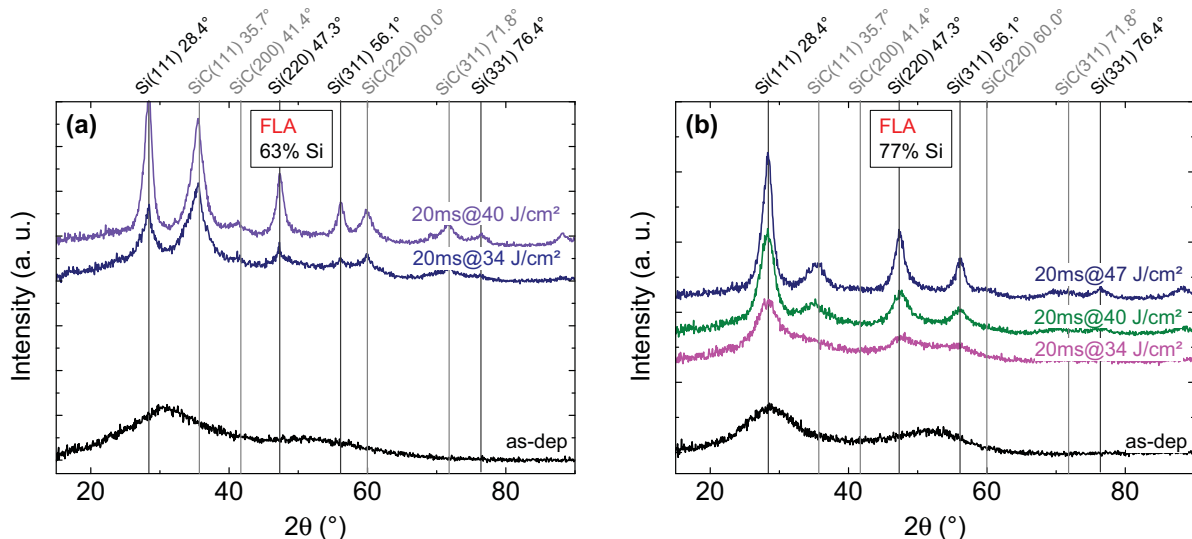 Si(111) 28.4°
SiC(111) 35.7°
SiC(200) 41.4°
Si(220) 47.3°
Si(311) 56.1°
SiC(220) 60.0°
SiC(311) 71.8°
Si(331) 76.4°
(a)
FLA
63% Si
20ms@40 J/cm²
20ms@34 J/cm²
as-dep
Intensity (a. u.)
20
40
60
80
2θ (°)
Si(111) 28.4°
SiC(111) 35.7°
SiC(200) 41.4°
Si(220) 47.3°
Si(311) 56.1°
SiC(220) 60.0°
SiC(311) 71.8°
Si(331) 76.4°
(b)
FLA
77% Si
20ms@47 J/cm²
20ms@40 J/cm²
20ms@34 J/cm²
as-dep
Intensity (a. u.)
20
40
60
80
2θ (°)